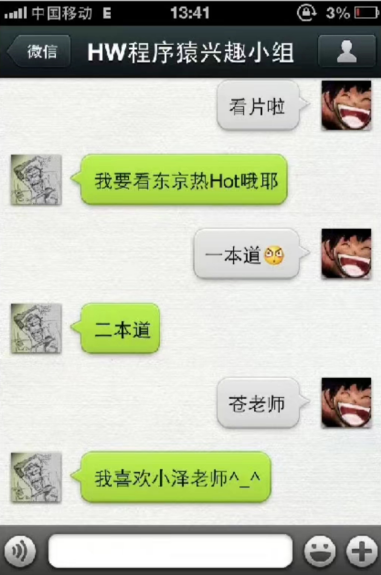 中国移动 E 13:41 3%
微信 HW程序猿兴趣小组
看片啦
我要看东京热Hot哦耶
一本道
二本道
苍老师
我喜欢小泽老师^_^